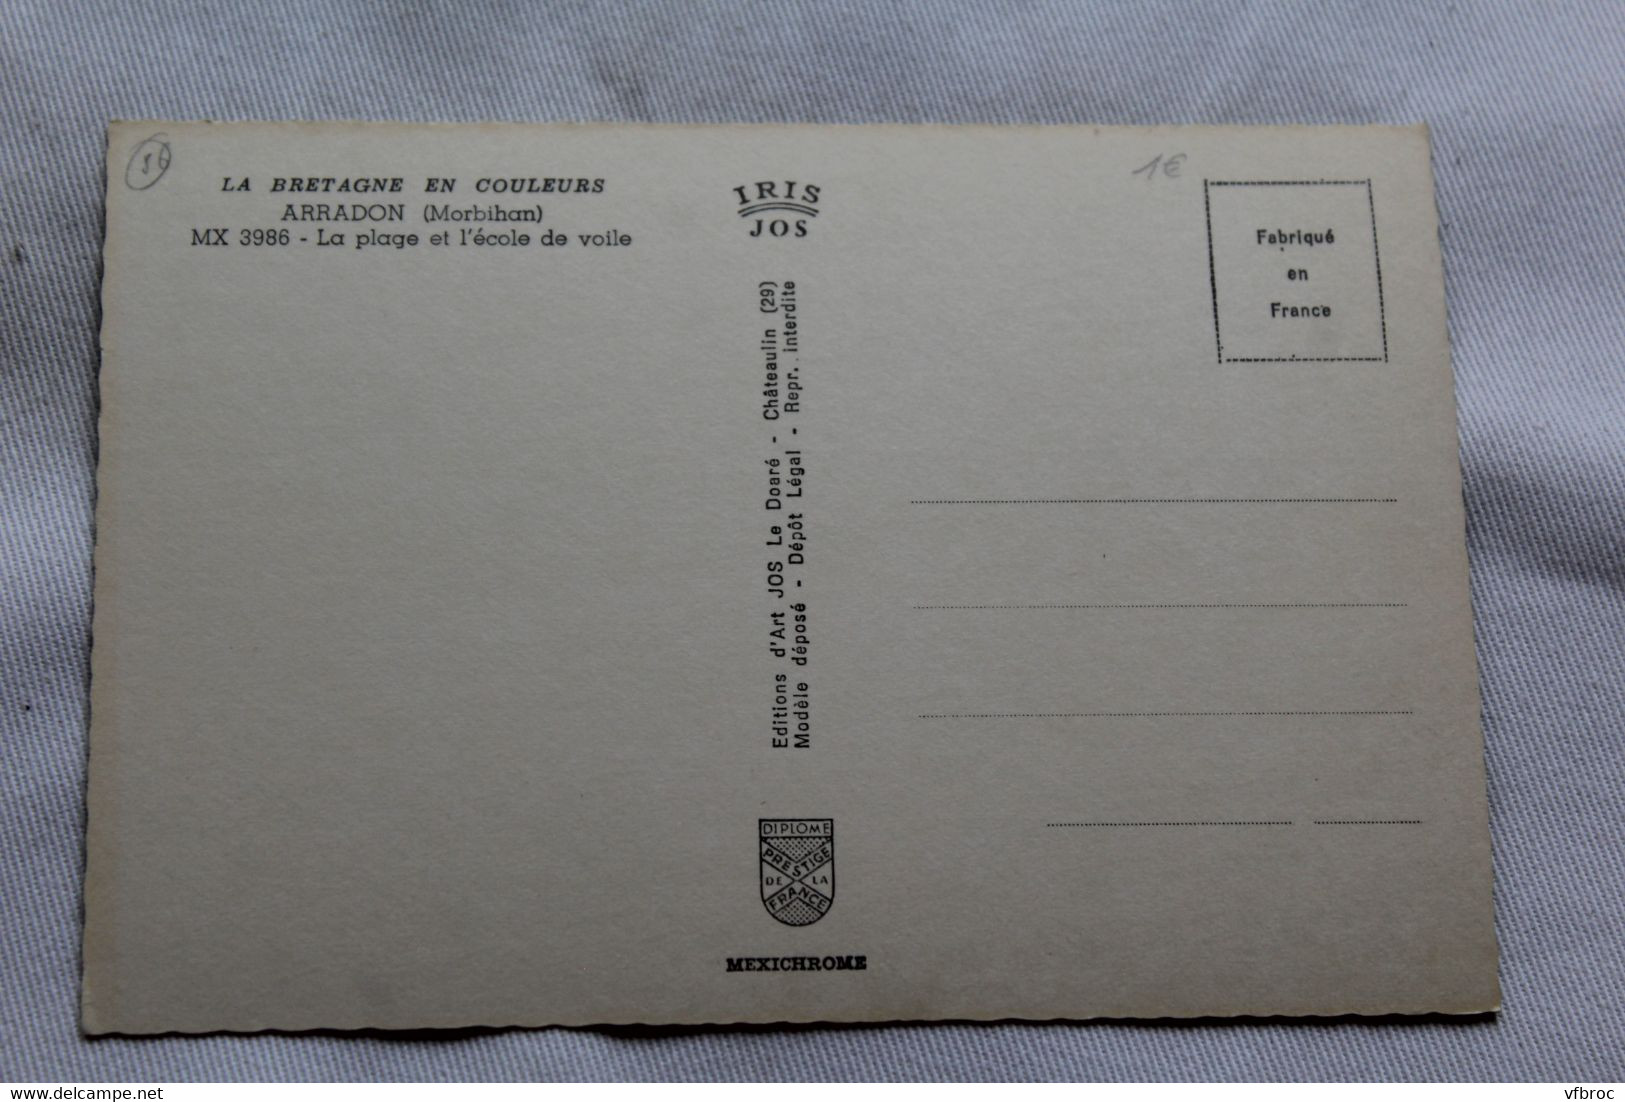 56
LA BRETAGNE EN COULEURS
ARRADON (Morbihan)
MX 3986 - La plage et l'école de voile
IRIS
JOS
Editions d'Art JOS Le Doaré - Châteaulin (29)
Modèle déposé - Dépôt Légal - Repr. interdite
DIPLOME
PRESTIGE
DE LA
FRANCE
MEXICHROME
1€
Fabriqué
en
France
delcampe.net
vfbroc